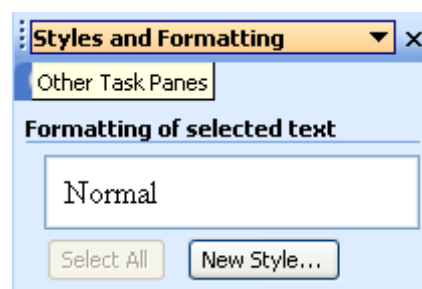 Styles and Formatting
Other Task Panes
Formatting of selected text
Normal
Select All New Style...